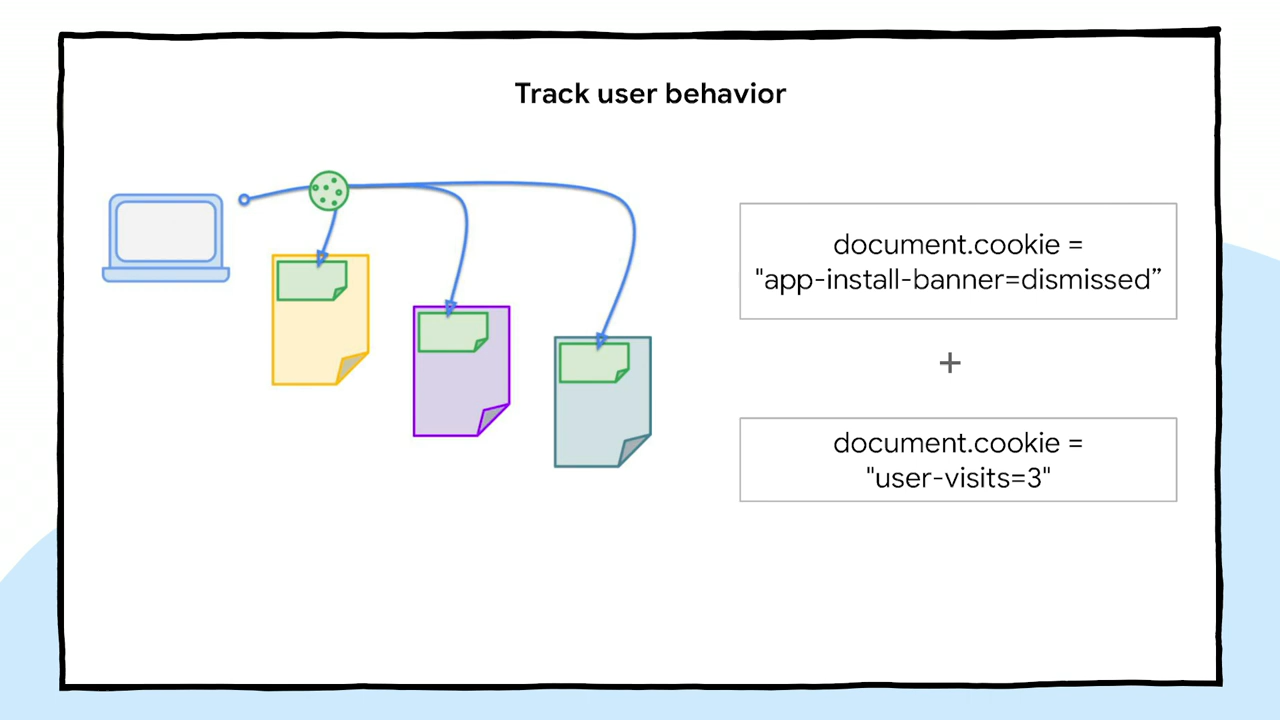 Track user behavior
document.cookie =
"app-install-banner=dismissed”
+
document.cookie =
"user-visits=3"